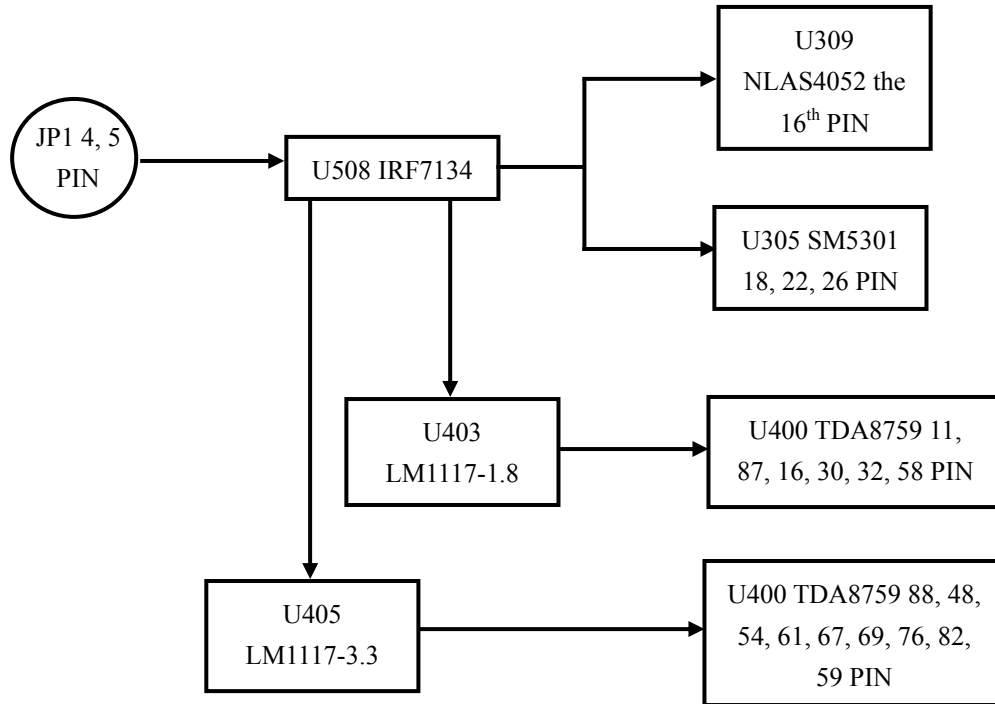 U309
NLAS4052 the
16th PIN
JP1 4, 5
PIN
U508 IRF7134
U305 SM5301
18, 22, 26 PIN
U403
LM1117-1.8
U400 TDA8759 11,
87, 16, 30, 32, 58 PIN
U405
LM1117-3.3
U400 TDA8759 88, 48,
54, 61, 67, 69, 76, 82,
59 PIN